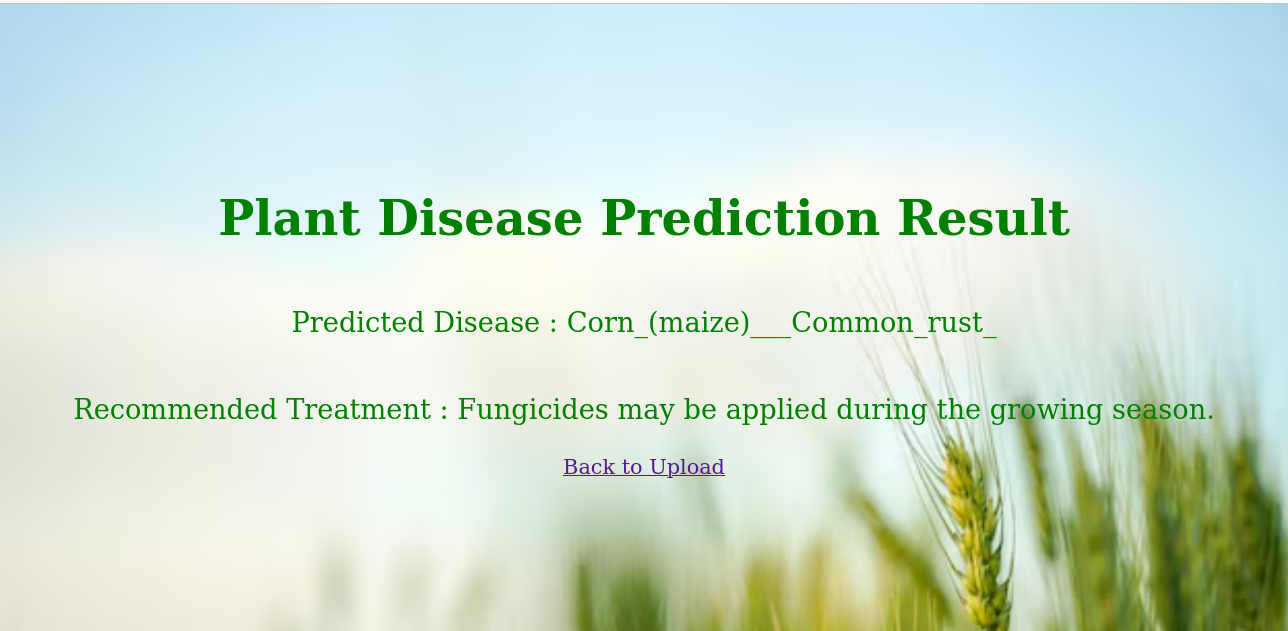 Plant Disease Prediction Result
Predicted Disease : Corn_(maize)___Common_rust_
Recommended Treatment : Fungicides may be applied during the growing season.
Back to Upload